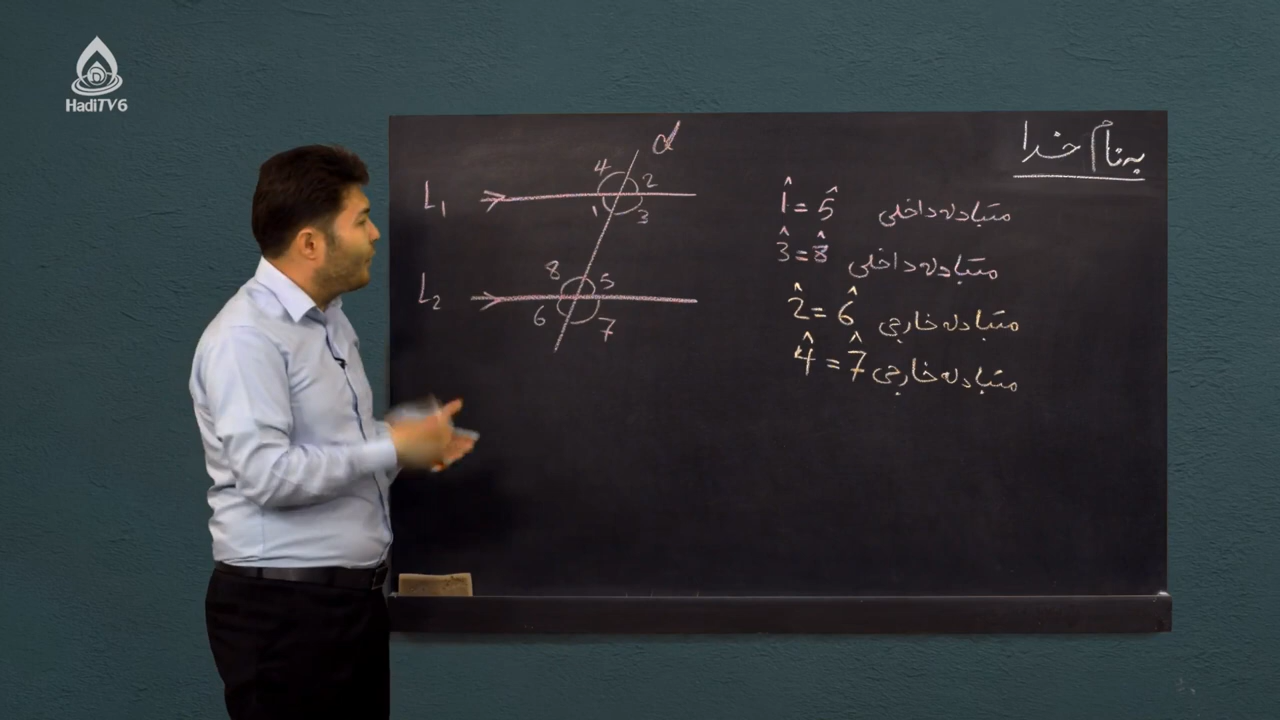 HadiTV6
به نام خدا
d
4 2
L1
1 3
8 5
L2
6 7
1̂ = 5̂ متبادله داخلی
3̂ = 8̂ متبادله داخلی
2̂ = 6̂ متبادله خارجی
4̂ = 7̂ متبادله خارجی